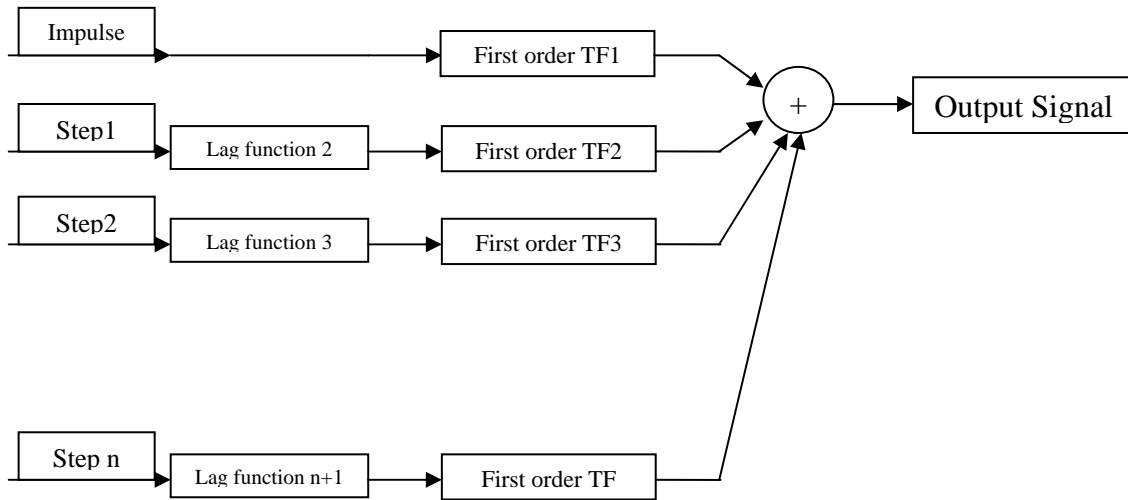 Impulse
First order TF1
+
Output Signal
Step1
Lag function 2
First order TF2
Step2
Lag function 3
First order TF3
Step n
Lag function n+1
First order TF